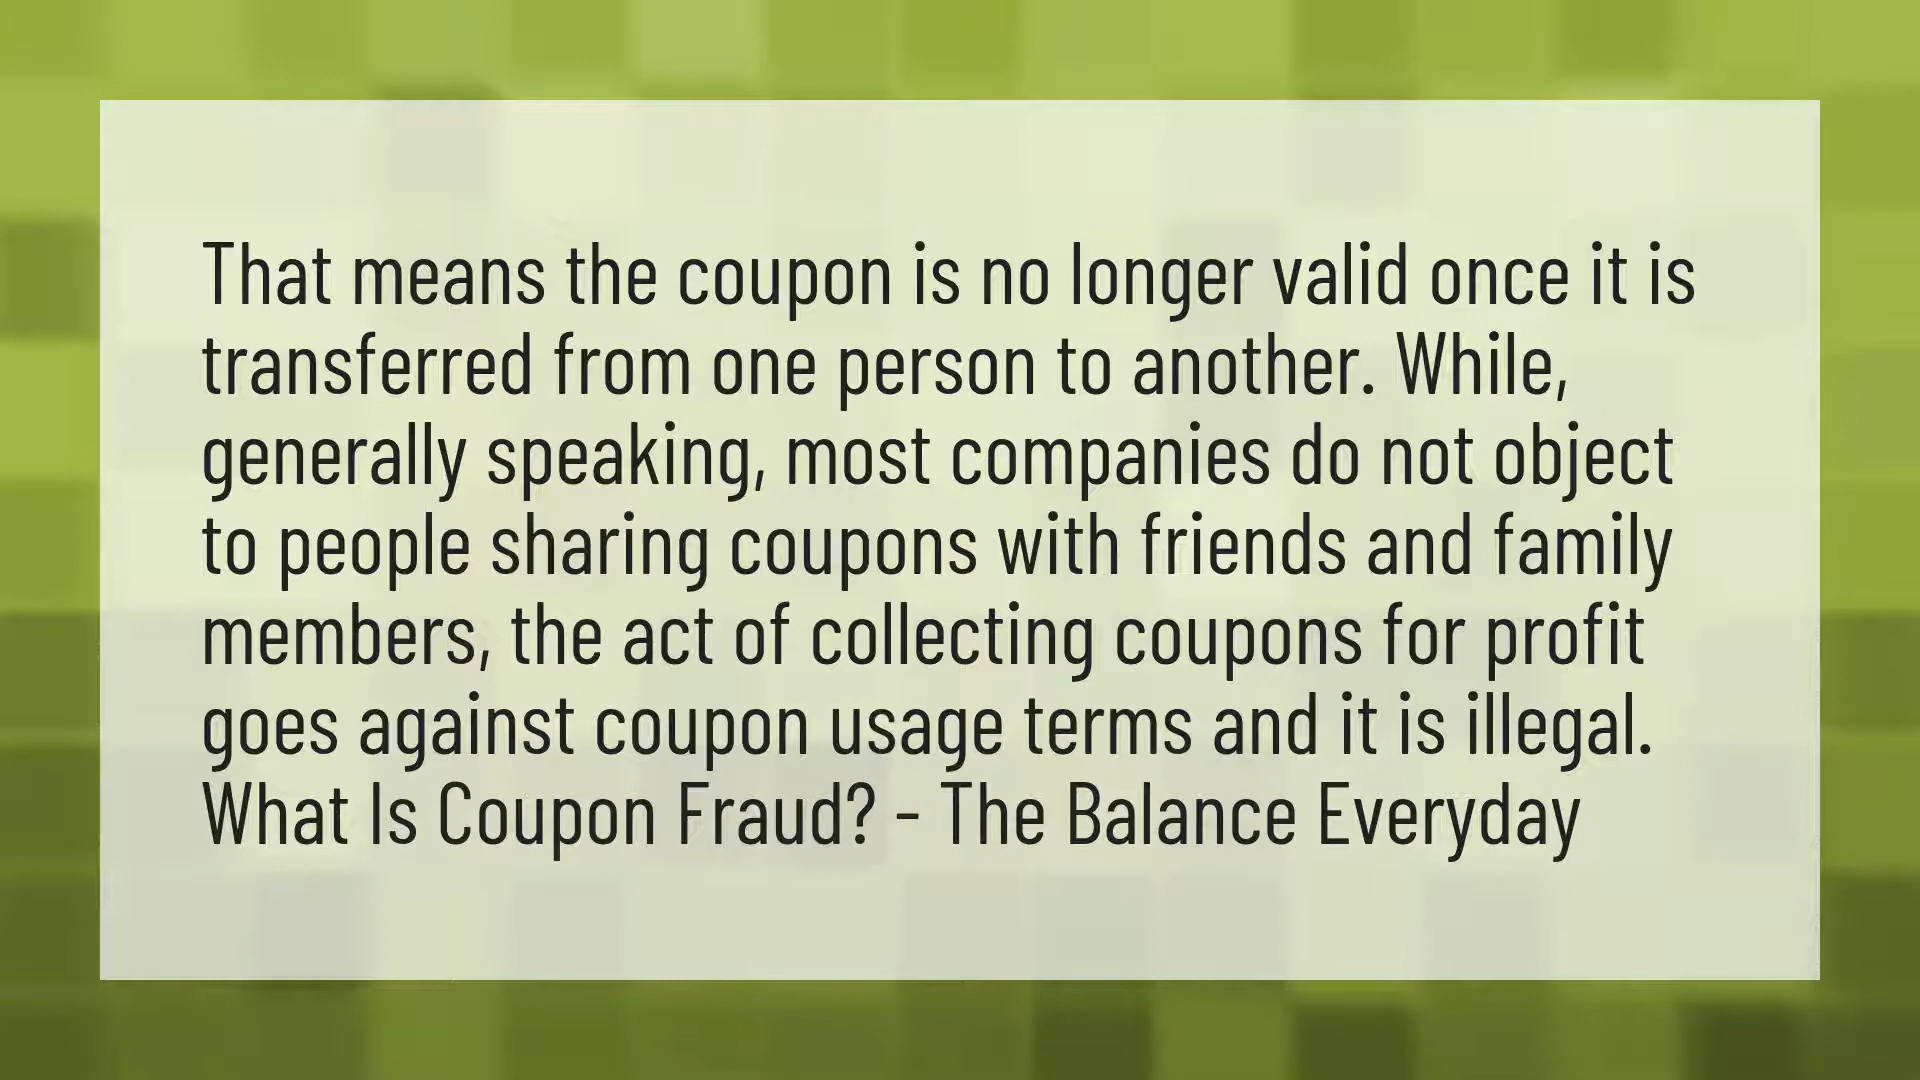 That means the coupon is no longer valid once it is
transferred from one person to another. While,
generally speaking, most companies do not object
to people sharing coupons with friends and family
members, the act of collecting coupons for profit
goes against coupon usage terms and it is illegal.
What Is Coupon Fraud? - The Balance Everyday